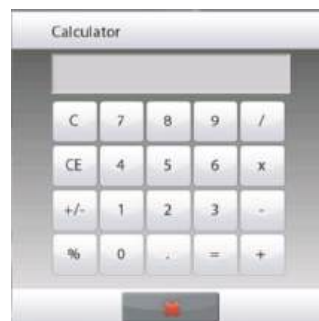 Calculator
C 7 8 9 /
CE 4 5 6 x
+/- 1 2 3 -
% 0 . = +